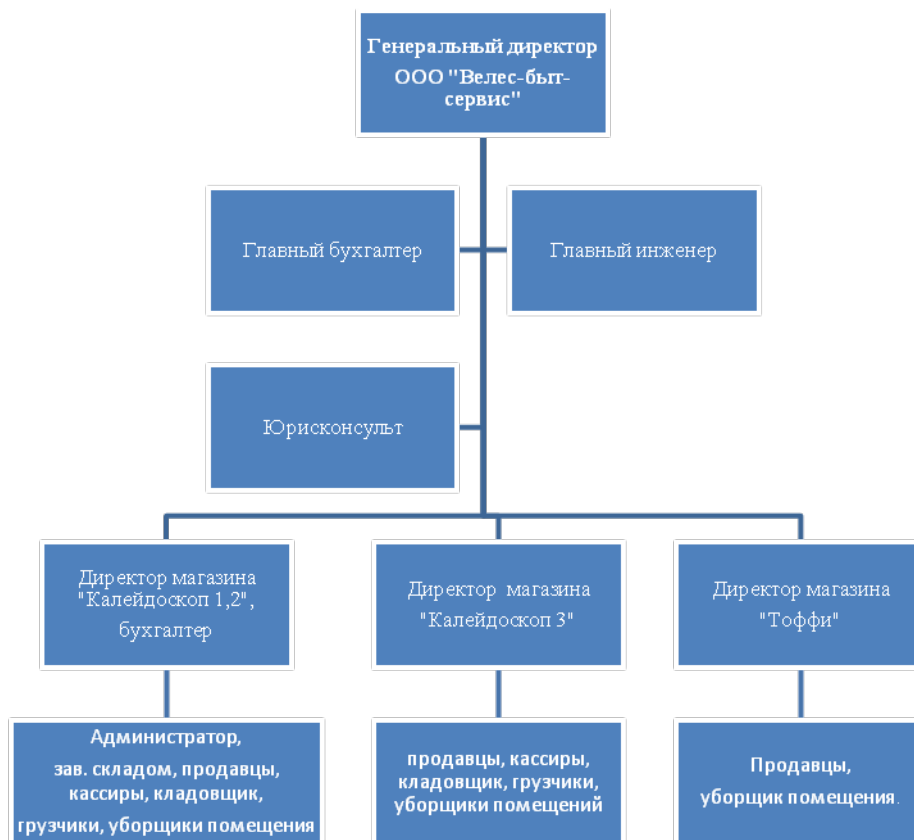 Генеральный директор
ООО "Велес-быт-
сервис"
Главный бухгалтер
Главный инженер
Юрисконсульт
Директор магазина
"Калейдоскоп 1,2",
бухгалтер
Директор магазина
"Калейдоскоп 3"
Директор магазина
"Тоффи"
Администратор,
зав. складом, продавцы,
кассиры, кладовщик,
грузчики, уборщики помещения
продавцы, кассиры,
кладовщик, грузчики,
уборщики помещений
Продавцы,
уборщик помещения.